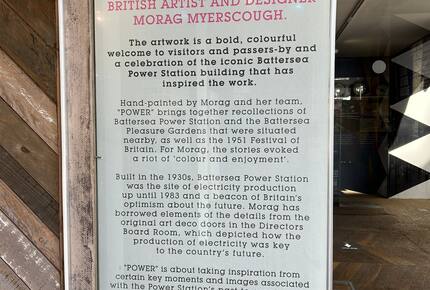 BRITISH ARTIST AND DESIGNER
MORAG MYERSCOUGH.
The artwork is a bold, colourful
welcome to visitors and passers-by and
a celebration of the iconic Battersea
Power Station building that has
inspired the work.
Hand-painted by Morag and her team,
"POWER" brings together recollections of
Battersea Power Station and the Battersea
Pleasure Gardens that were situated
nearby, as well as the 1951 Festival of
Britain. For Morag, the stories evoked
a riot of 'colour and enjoyment'.
Built in the 1930s, Battersea Power Station
was the site of electricity production
up until 1983 and a beacon of Britain's
optimism about the future. Morag has
borrowed elements of the details from the
original art deco doors in the Directors
Board Room, which depicted how the
production of electricity was key
to the country's future.
"POWER" is about taking inspiration from
certain key moments and images associated
with the Power Station's past